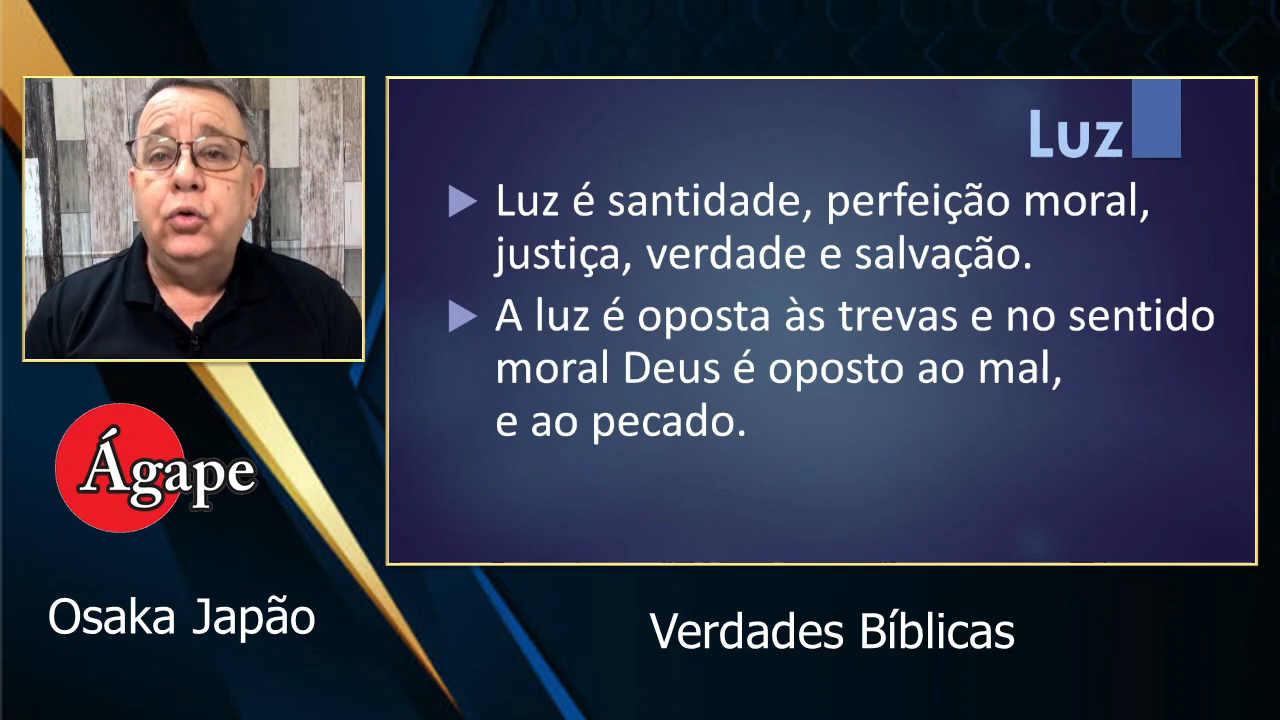 Luz
Luz é santidade, perfeição moral,
justiça, verdade e salvação.
A luz é oposta às trevas e no sentido
moral Deus é oposto ao mal,
e ao pecado.
Ágape
Osaka Japão
Verdades Bíblicas